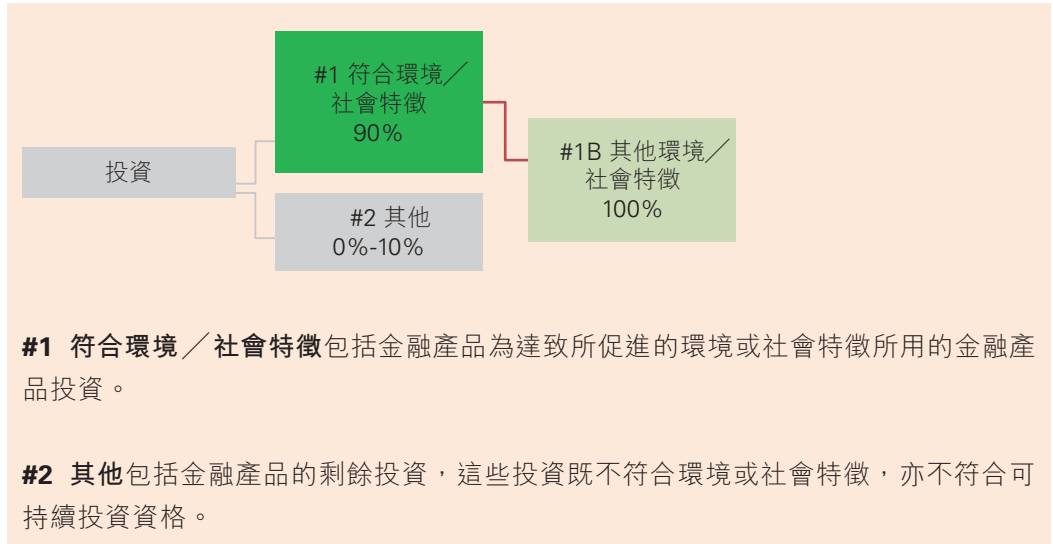 #1 符合環境／
社會特徵
90%
投資
#2 其他
0%-10%
#1B 其他環境／
社會特徵
100%
#1 符合環境／社會特徵包括金融產品為達致所促進的環境或社會特徵所用的金融產
品投資。
#2 其他包括金融產品的剩餘投資，這些投資既不符合環境或社會特徵，亦不符合可
持續投資資格。